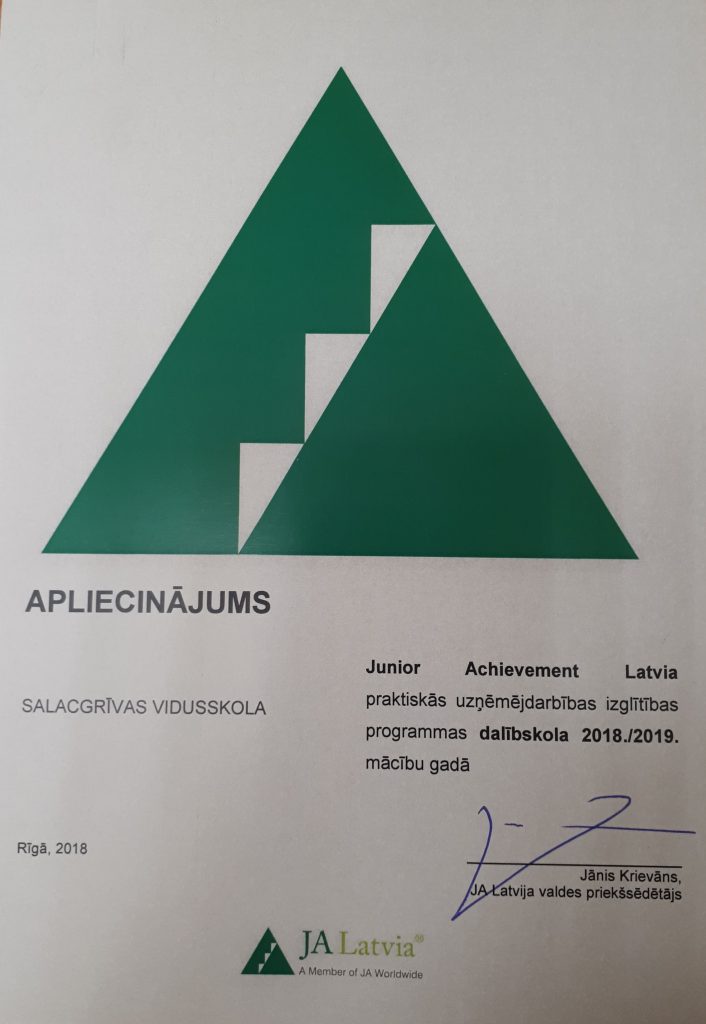 APLIECINĀJUMS
SALACGRĪVAS VIDUSSKOLA
Junior Achievement Latvia
praktiskās uzņēmējdarbības izglītības
programmas dalībskola 2018./2019.
mācību gadā
Rīgā, 2018
Jānis Krievāns,
JA Latvija valdes priekšsēdētājs
JA Latvia®
A Member of JA Worldwide